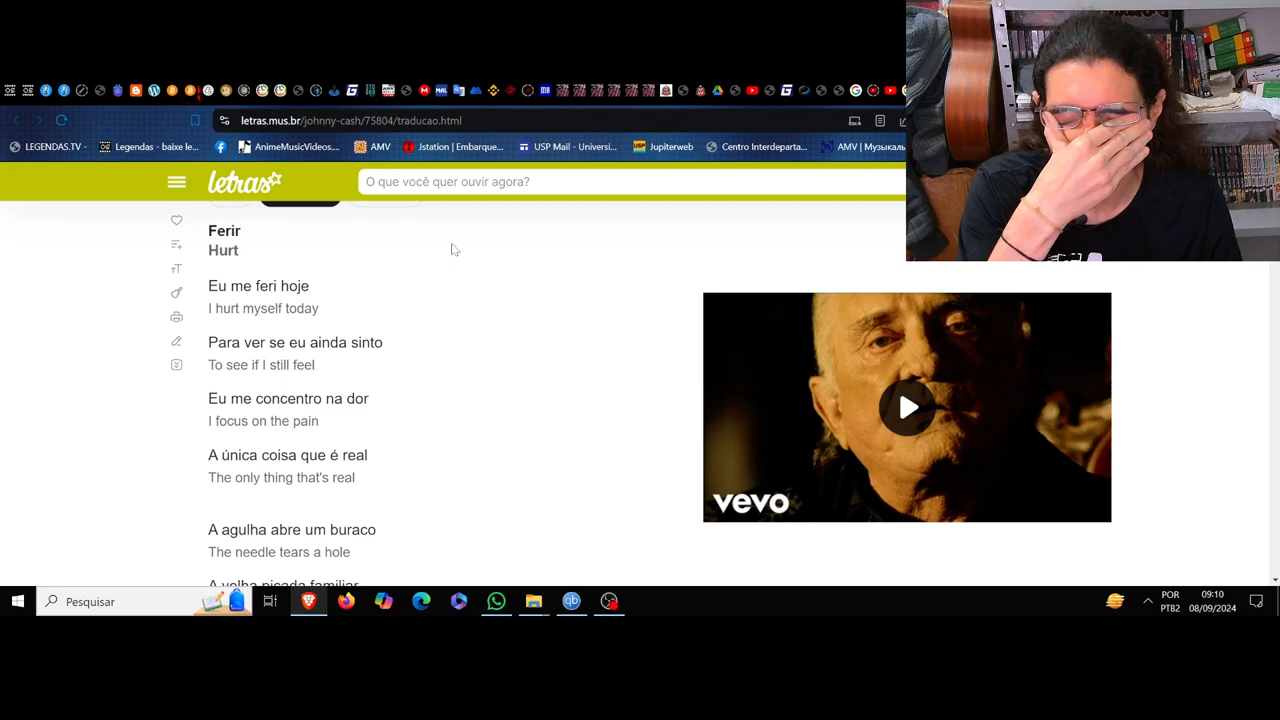 letras.mus.br/johnny-cash/75804/traducao.html
LEGENDAS.TV -
Legendas - baixe le...
AnimeMusicVideos...
AMV
Jstation | Embarque...
USP Mail - Universi...
USP
Jupiterweb
Centro Interdeparta...
AMV | Музыкаль
letras
O que você quer ouvir agora?
Ferir
Hurt
Eu me feri hoje
I hurt myself today
Para ver se eu ainda sinto
To see if I still feel
Eu me concentro na dor
I focus on the pain
A única coisa que é real
The only thing that's real
A agulha abre um buraco
The needle tears a hole
A velha picada familiar
vevo
Pesquisar
POR
PTB2
09:10
08/09/2024